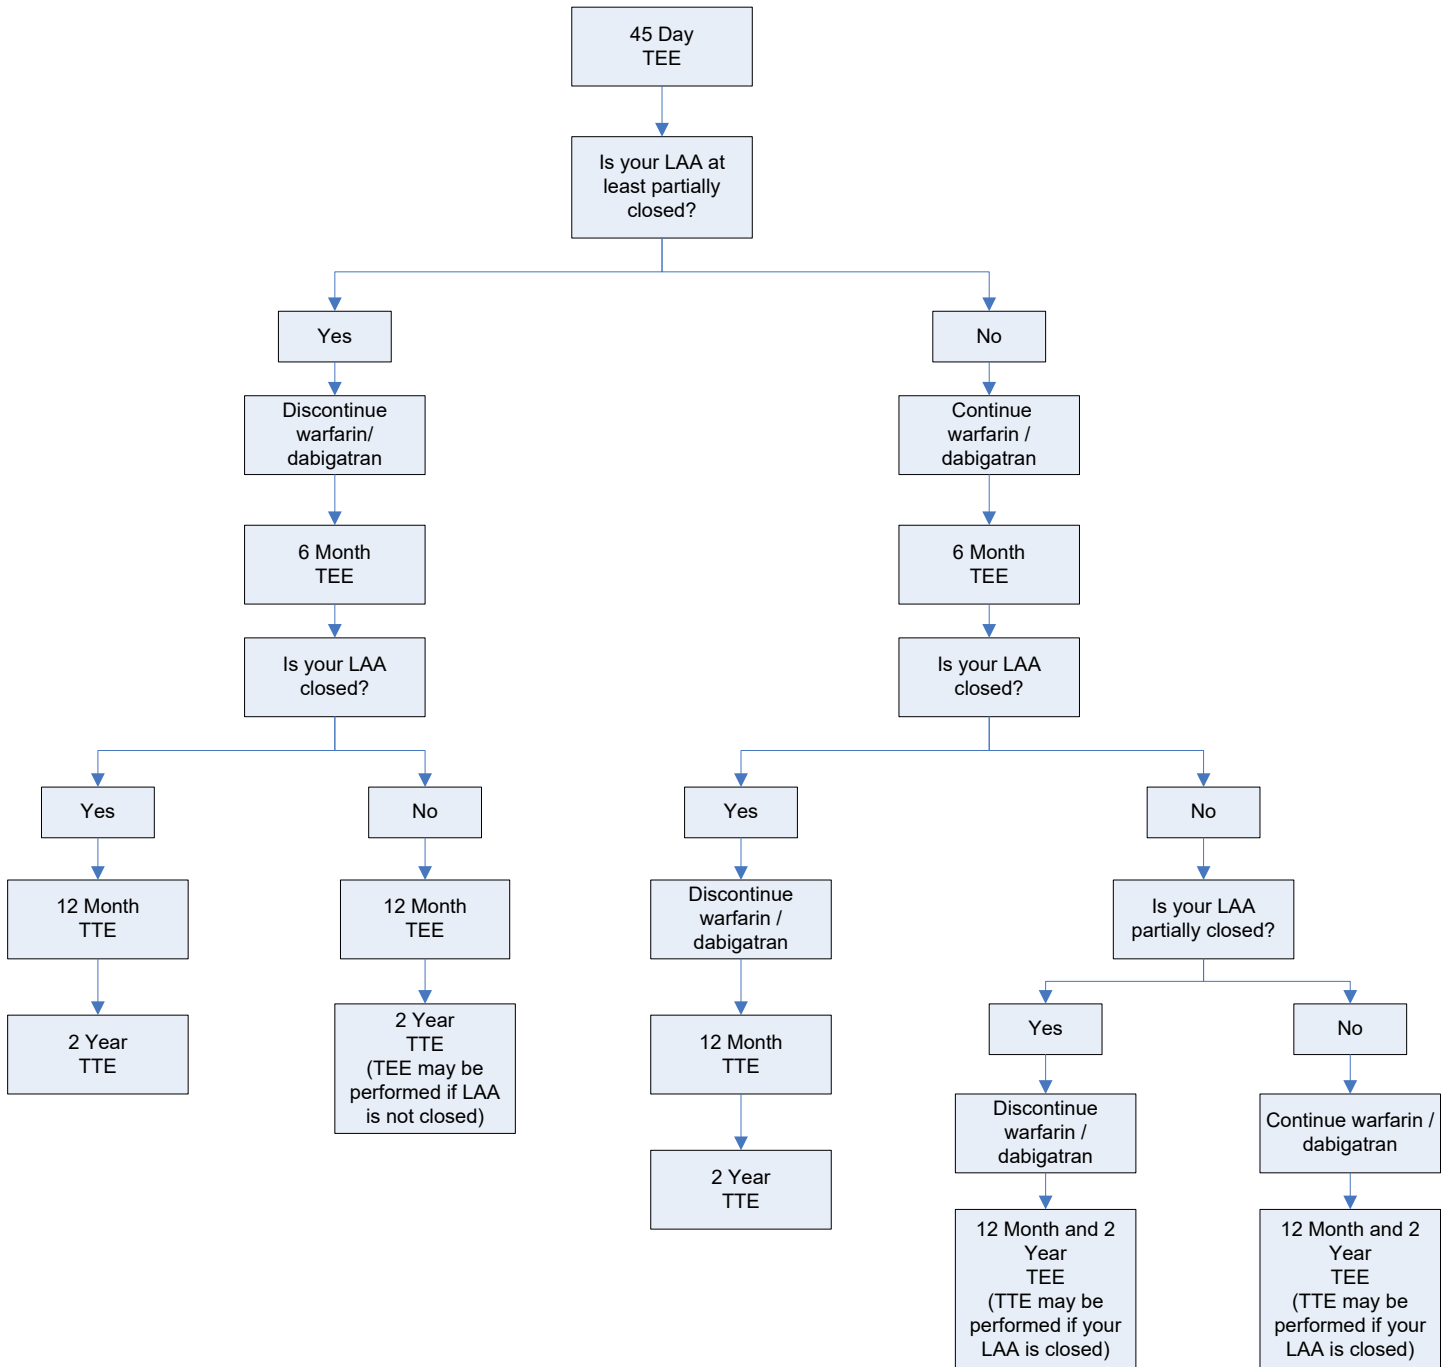 45 Day
TEE
Is your LAA at
least partially
closed?
Yes
No
Discontinue
warfarin/
dabigatran
Continue
warfarin /
dabigatran
6 Month
TEE
6 Month
TEE
Is your LAA
closed?
Is your LAA
closed?
Yes
No
Yes
No
12 Month
TTE
12 Month
TEE
Discontinue
warfarin /
dabigatran
Is your LAA
partially closed?
2 Year
TTE
2 Year
TTE
(TEE may be
performed if LAA
is not closed)
12 Month
TTE
Yes
No
2 Year
TTE
Discontinue
warfarin /
dabigatran
Continue warfarin /
dabigatran
12 Month and 2
Year
TEE
(TTE may be
performed if your
LAA is closed)
12 Month and 2
Year
TEE
(TTE may be
performed if your
LAA is closed)